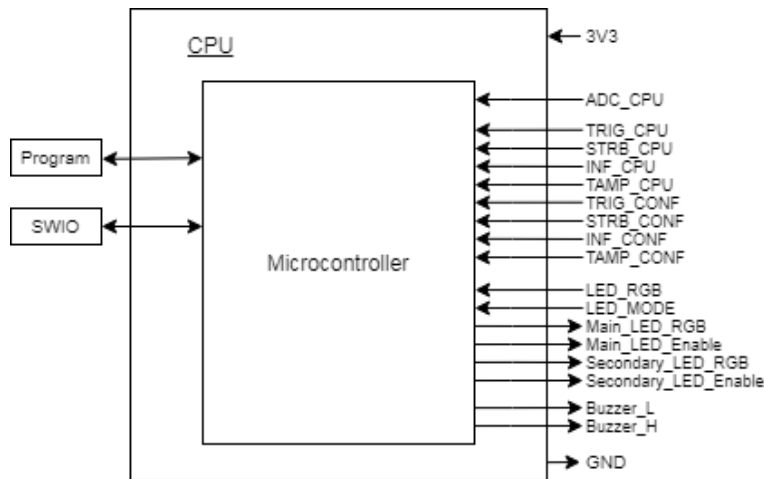 CPU
3V3
ADC_CPU
TRIG_CPU
STRB_CPU
INF_CPU
TAMP_CPU
TRIG_CONF
STRB_CONF
INF_CONF
TAMP_CONF
Program
SWIO
Microcontroller
LED_RGB
LED_MODE
Main_LED_RGB
Main_LED_Enable
Secondary_LED_RGB
Secondary_LED_Enable
Buzzer_L
Buzzer_H
GND